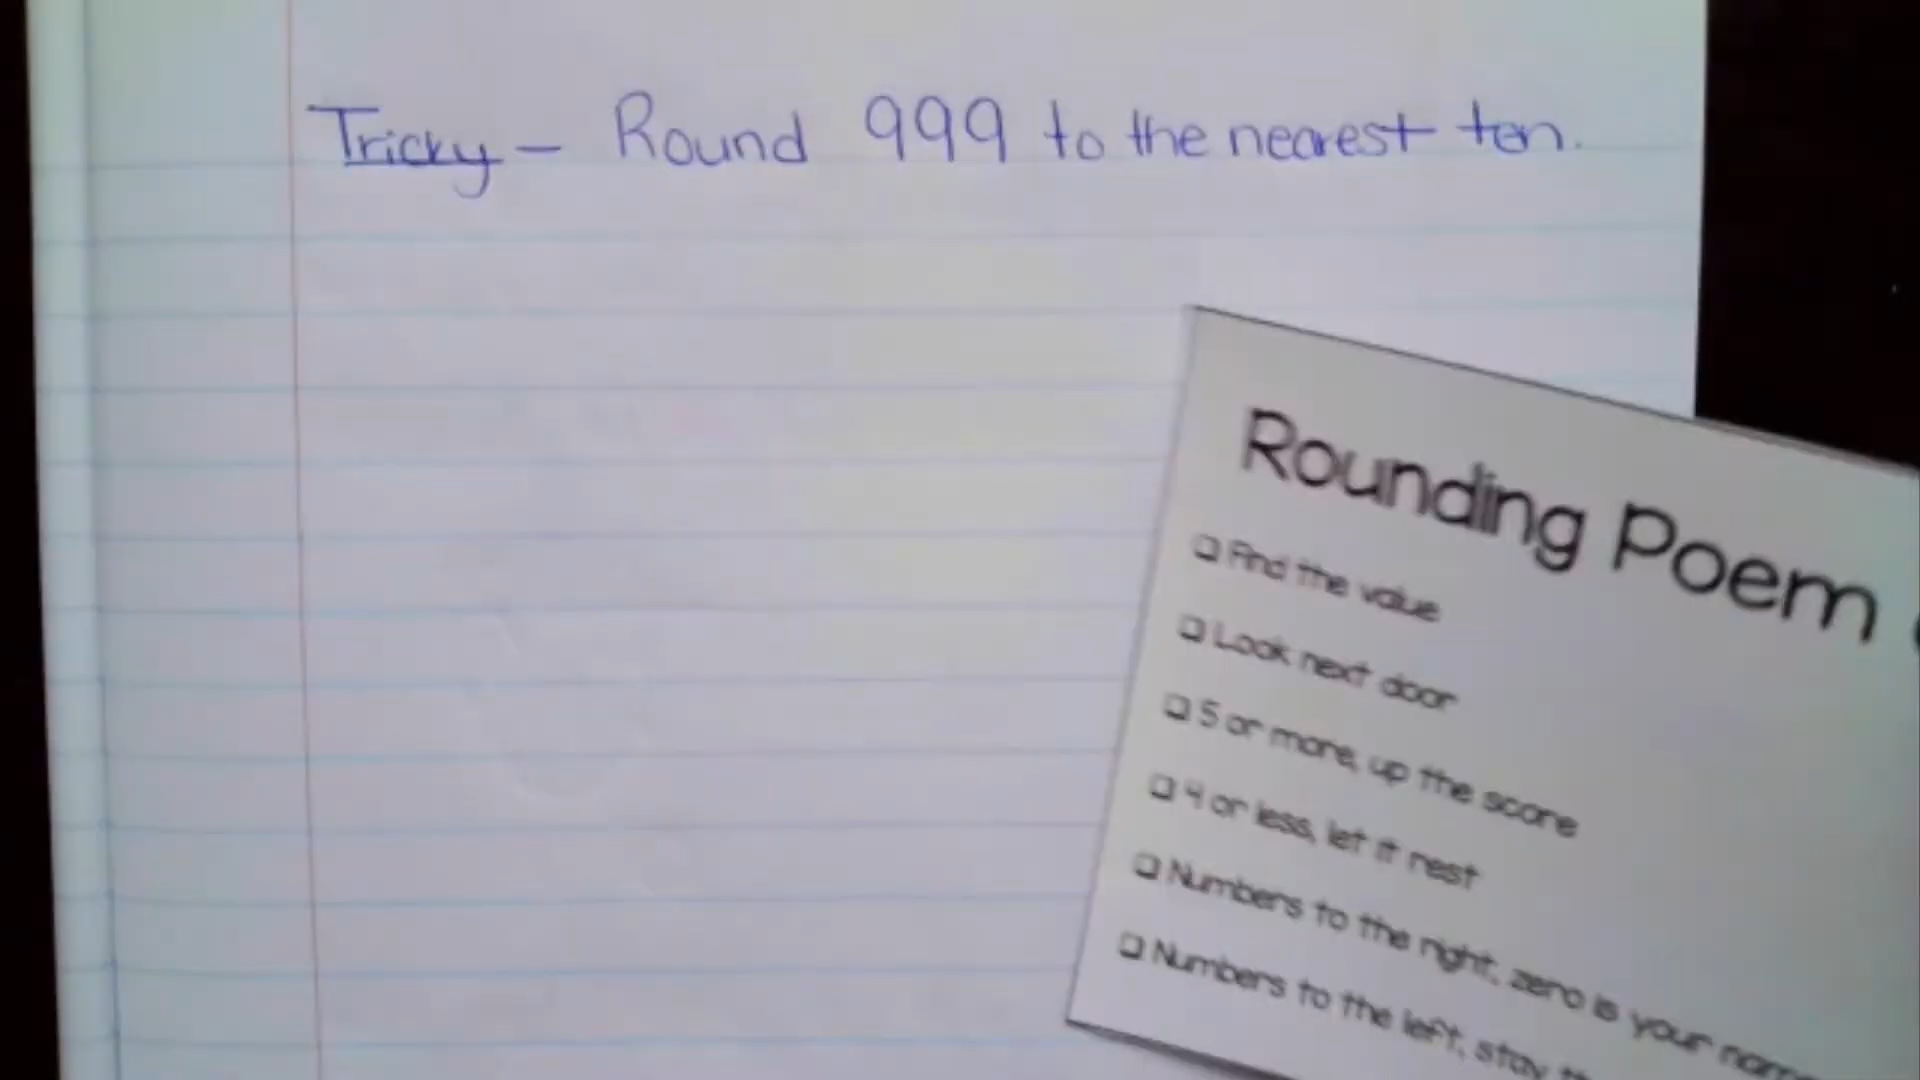 Tricky - Round 999 to the nearest ten.
Rounding Poem
❑ Find the value
❑ Look next door
❑ 5 or more, up the score
❑ 4 or less, let it rest
❑ Numbers to the right, zero is your
❑ Numbers to the left, stay